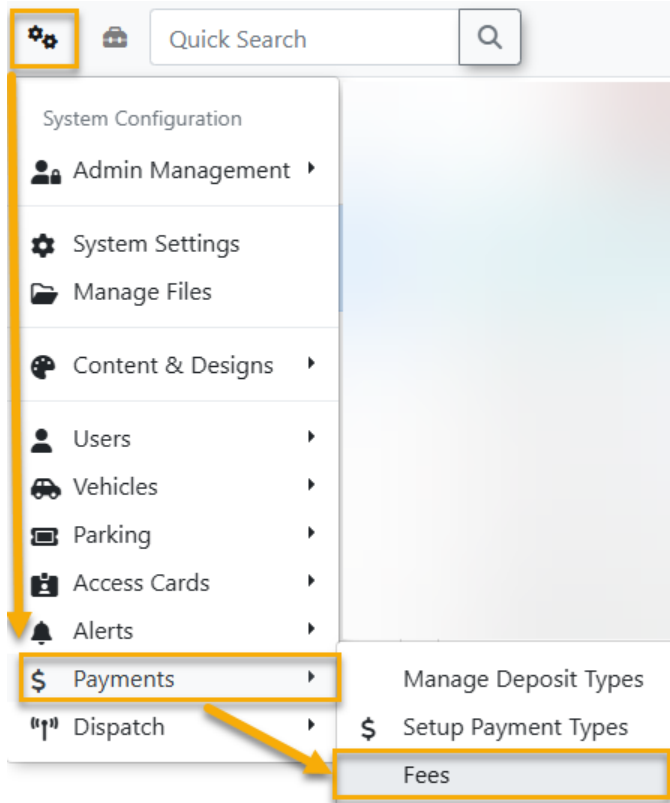 Quick Search
System Configuration
Admin Management
System Settings
Manage Files
Content & Designs
Users
Vehicles
Parking
Access Cards
Alerts
$ Payments
Manage Deposit Types
Dispatch
$ Setup Payment Types
Fees